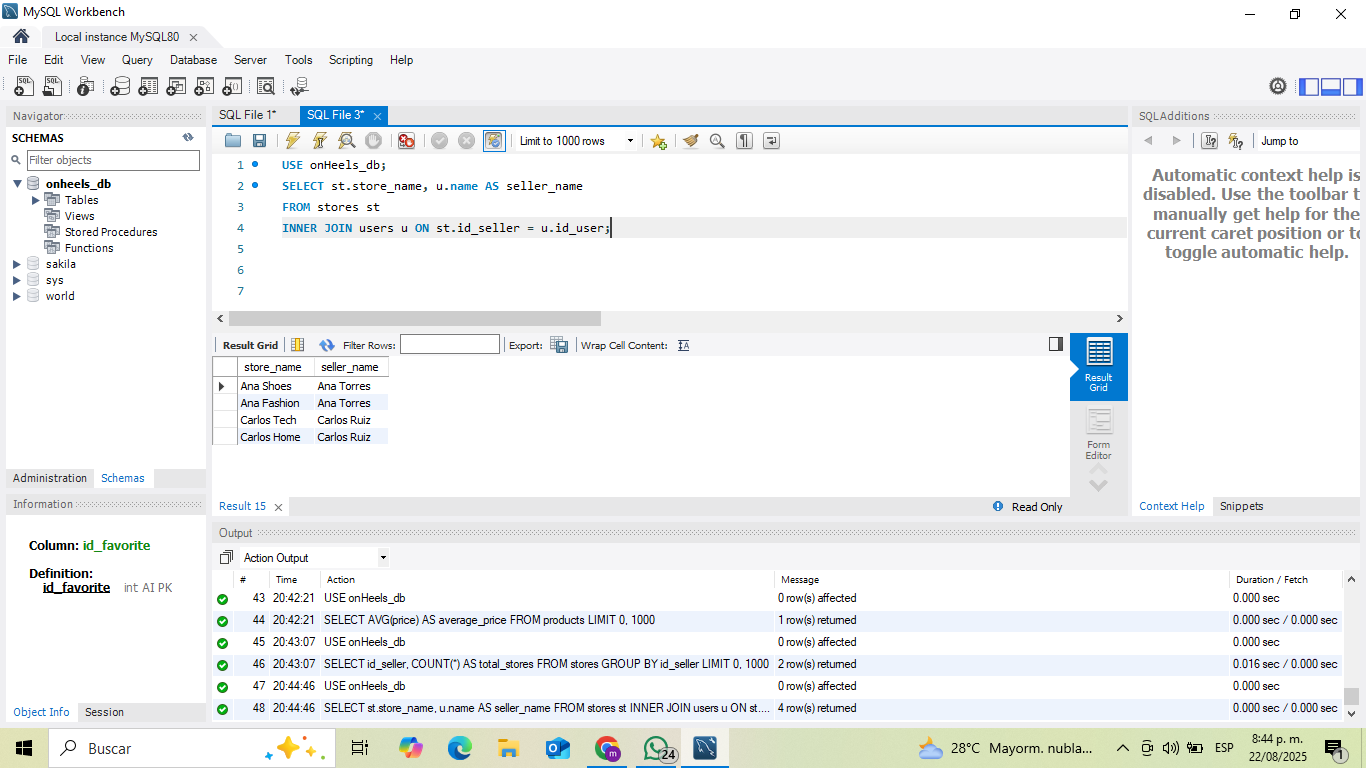 MySQL Workbench
Local instance MySQL80
File Edit View Query Database Server Tools Scripting Help
Navigator
SCHEMAS
Filter objects
onheels_db
Tables
Views
Stored Procedures
Functions
sakila
sys
world
Administration Schemas
Information
Column: id_favorite
Definition:
id_favorite int AI PK
Object Info Session
SQL File 1* SQL File 3*
Limit to 1000 rows
1 USE onHeels_db;
2 SELECT st.store_name, u.name AS seller_name
3 FROM stores st
4 INNER JOIN users u ON st.id_seller = u.id_user;
5
6
7
Result Grid Filter Rows: Export: Wrap Cell Content:
store_name seller_name
Ana Shoes Ana Torres
Ana Fashion Ana Torres
Carlos Tech Carlos Ruiz
Carlos Home Carlos Ruiz
Result Grid
Form Editor
Result 15 Read Only
SQLAdditions
Jump to
Automatic context help is
disabled. Use the toolbar t
manually get help for the
current caret position or to
toggle automatic help.
Context Help Snippets
Output
Action Output
# Time Action Message Duration / Fetch
43 20:42:21 USE onHeels_db 0 row(s) affected 0.000 sec
44 20:42:21 SELECT AVG(price) AS average_price FROM products LIMIT 0, 1000 1 row(s) returned 0.000 sec / 0.000 sec
45 20:43:07 USE onHeels_db 0 row(s) affected 0.000 sec
46 20:43:07 SELECT id_seller, COUNT(*) AS total_stores FROM stores GROUP BY id_seller LIMIT 0, 1000 2 row(s) returned 0.016 sec / 0.000 sec
47 20:44:46 USE onHeels_db 0 row(s) affected 0.000 sec
48 20:44:46 SELECT st.store_name, u.name AS seller_name FROM stores st INNER JOIN users u ON st.... 4 row(s) returned 0.000 sec / 0.000 sec
Buscar
24
28°C Mayorm. nubla...
ESP
8:44 p. m.
22/08/2025
1